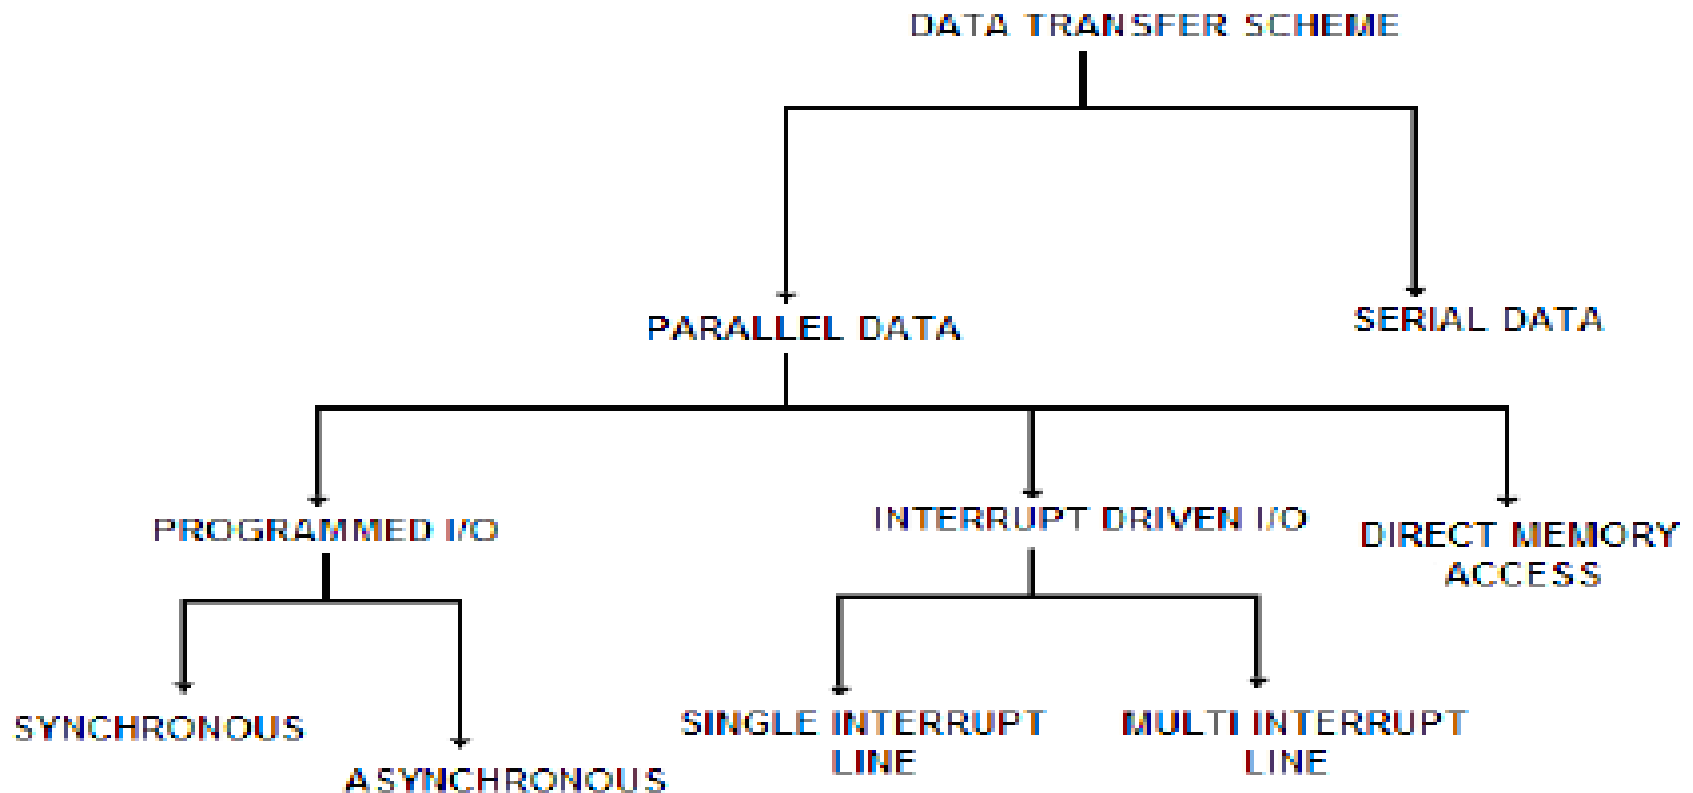 DATA TRANSFER SCHEME
PARALLEL DATA
SERIAL DATA
PROGRAMMED I/O
INTERRUPT DRIVEN I/O
DIRECT MEMORY
ACCESS
SYNCHRONOUS
ASYNCHRONOUS
SINGLE INTERRUPT
LINE
MULTI INTERRUPT
LINE